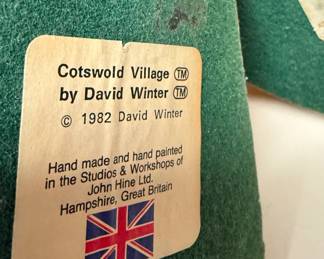 Cotswold Village TM
by David Winter TM
© 1982 David Winter
Hand made and hand painted
in the Studios & Workshops of
John Hine Ltd.
Hampshire, Great Britain